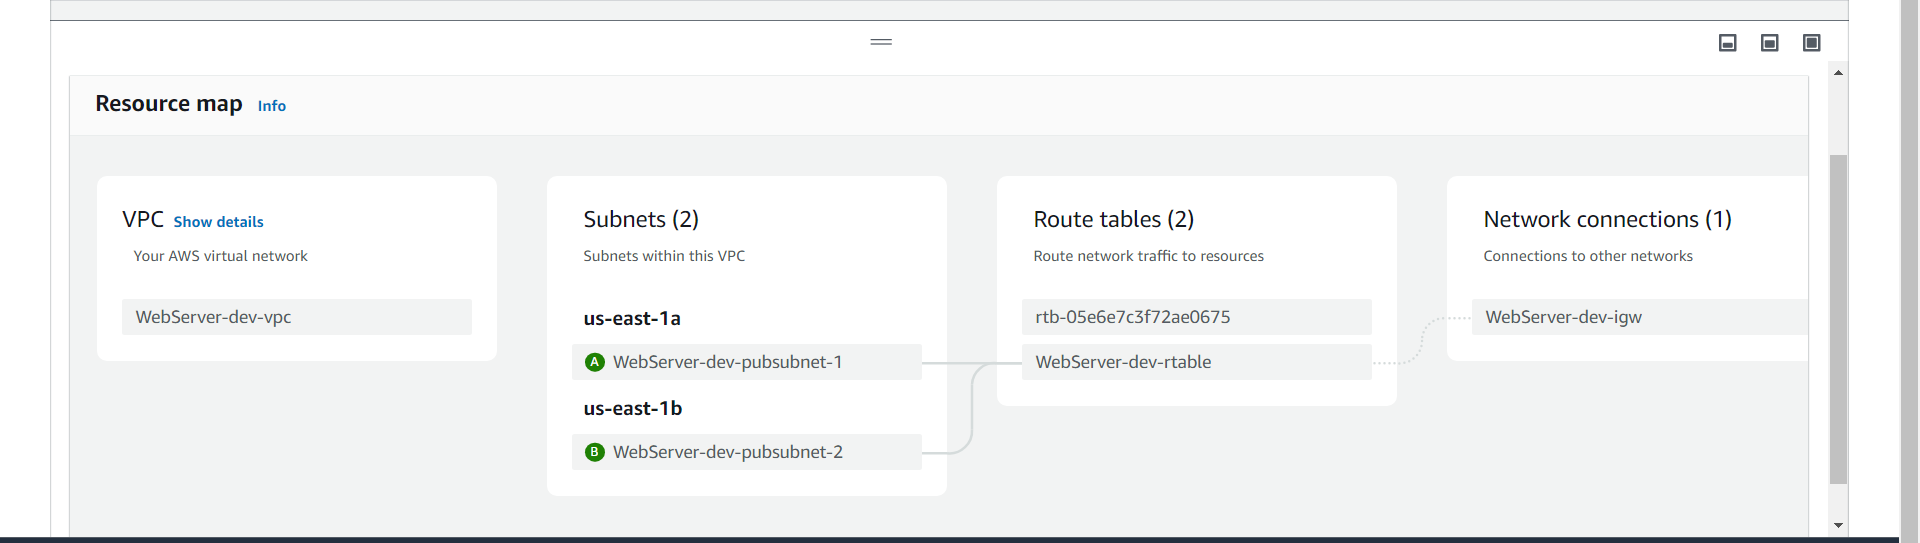 Resource map Info
VPC Show details
Your AWS virtual network
WebServer-dev-vpc
Subnets (2)
Subnets within this VPC
us-east-1a
A WebServer-dev-pubsubnet-1
us-east-1b
B WebServer-dev-pubsubnet-2
Route tables (2)
Route network traffic to resources
rtb-05e6e7c3f72ae0675
WebServer-dev-rtable
Network connections (1)
Connections to other networks
WebServer-dev-igw